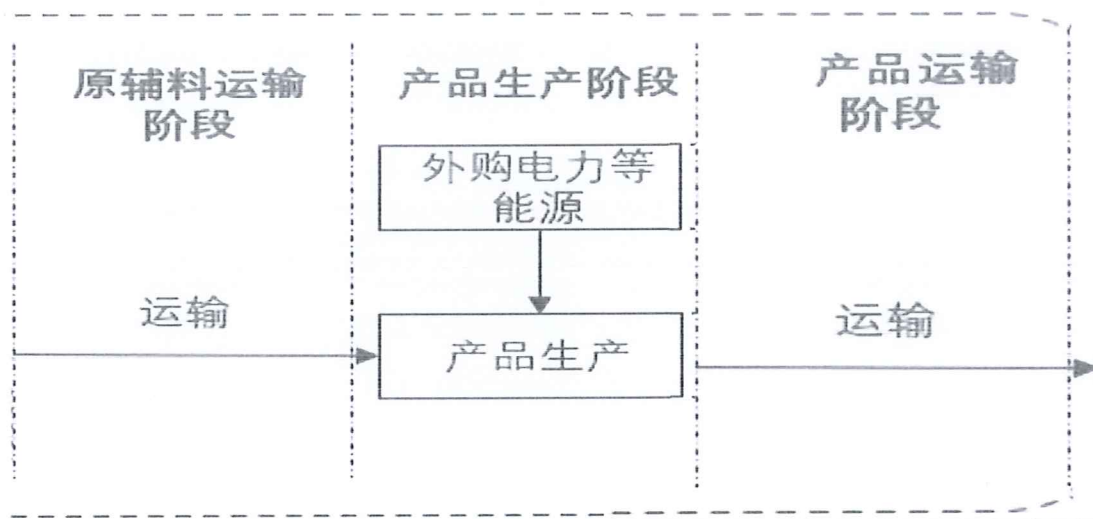 原辅料运输
阶段
产品生产阶段
产品运输
阶段
外购电力等
能源
运输
产品生产
运输